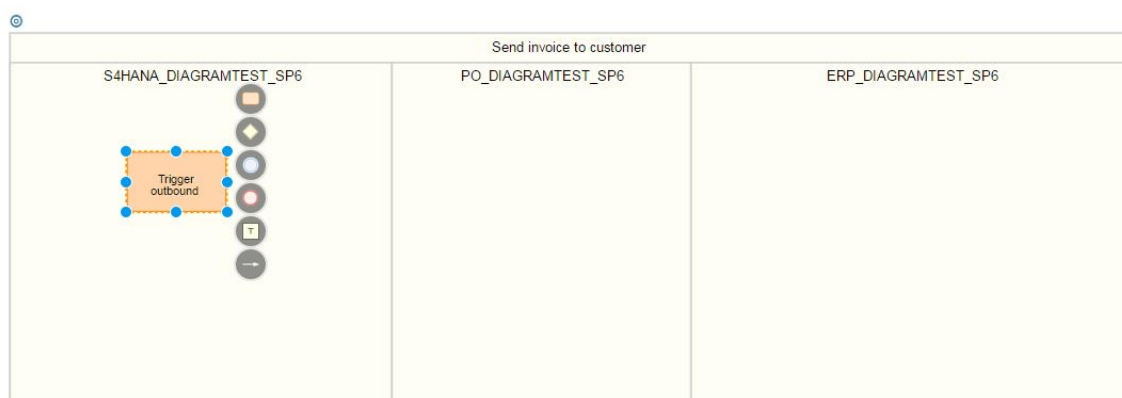 Send invoice to customer
S4HANA_DIAGRAMTEST_SP6
PO_DIAGRAMTEST_SP6
ERP_DIAGRAMTEST_SP6
Trigger
outbound
T